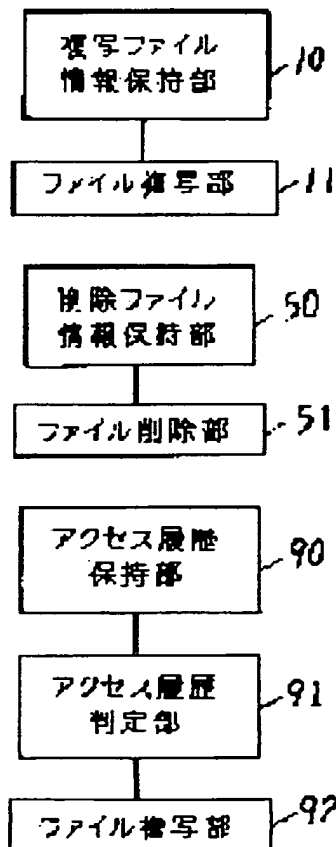 複写ファイル
情報保持部
10
ファイル複写部
11
削除ファイル
情報保持部
50
ファイル削除部
51
アクセス履歴
保持部
90
アクセス履歴
判定部
91
ファイル複写部
92